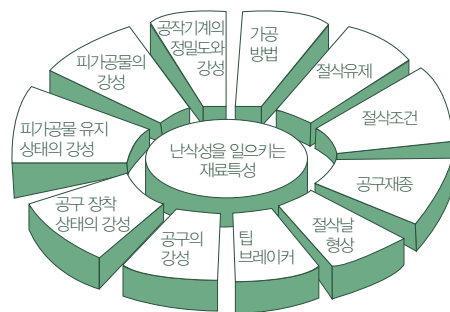 공작기계의
정밀도와
강성
가공
방법
절삭유제
절삭조건
공구재종
절삭날
형상
팁
브레이커
공구의
강성
공구 장착
상태의 강성
피가공물 유지
상태의 강성
피가공물의
강성
난삭성을 일으키는
재료특성